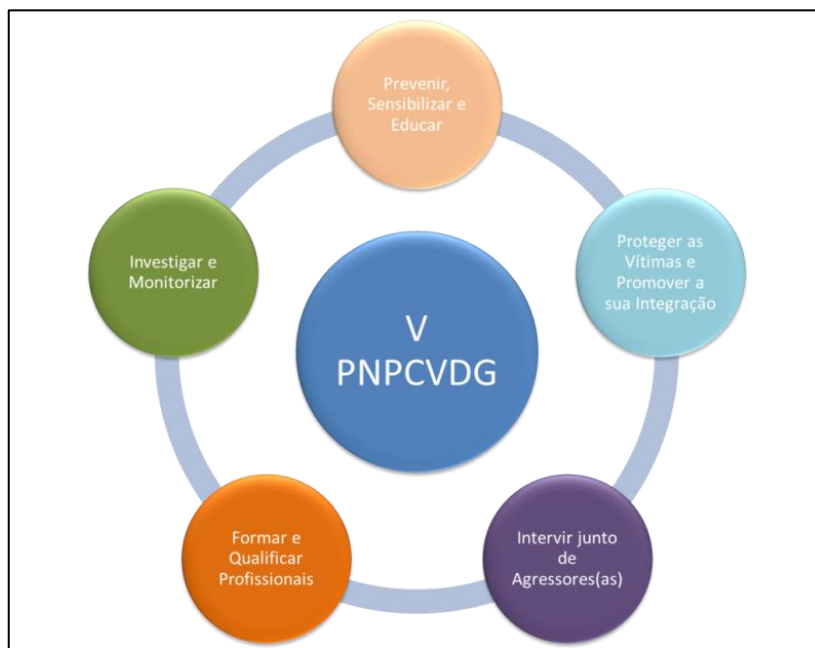 Prevenir,
Sensibilizar e
Educar
Proteger as
Vítimas e
Promover a
sua Integração
Intervir junto
de
Agressores(as)
Formar e
Qualificar
Profissionais
Investigar e
Monitorizar
V
PNPCVDG